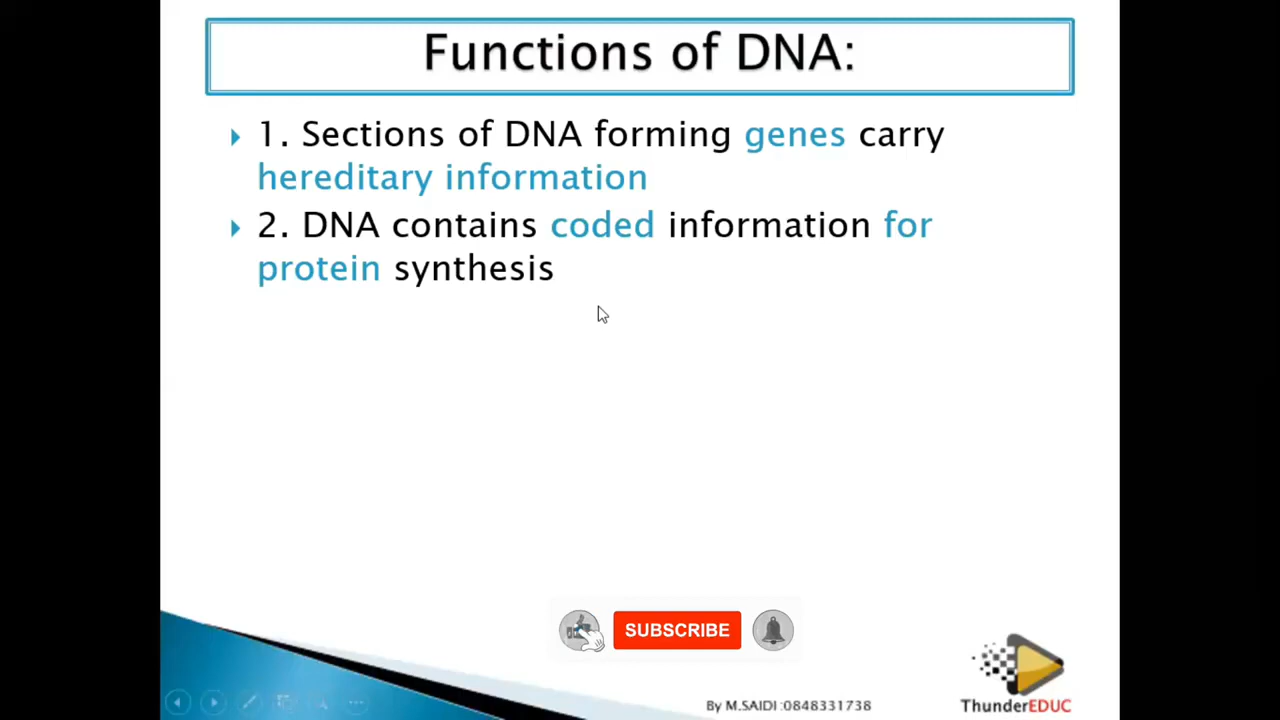 Functions of DNA:
1. Sections of DNA forming genes carry
hereditary information
2. DNA contains coded information for
protein synthesis
SUBSCRIBE
By M.SAIDI :0848331738
ThunderEDUC